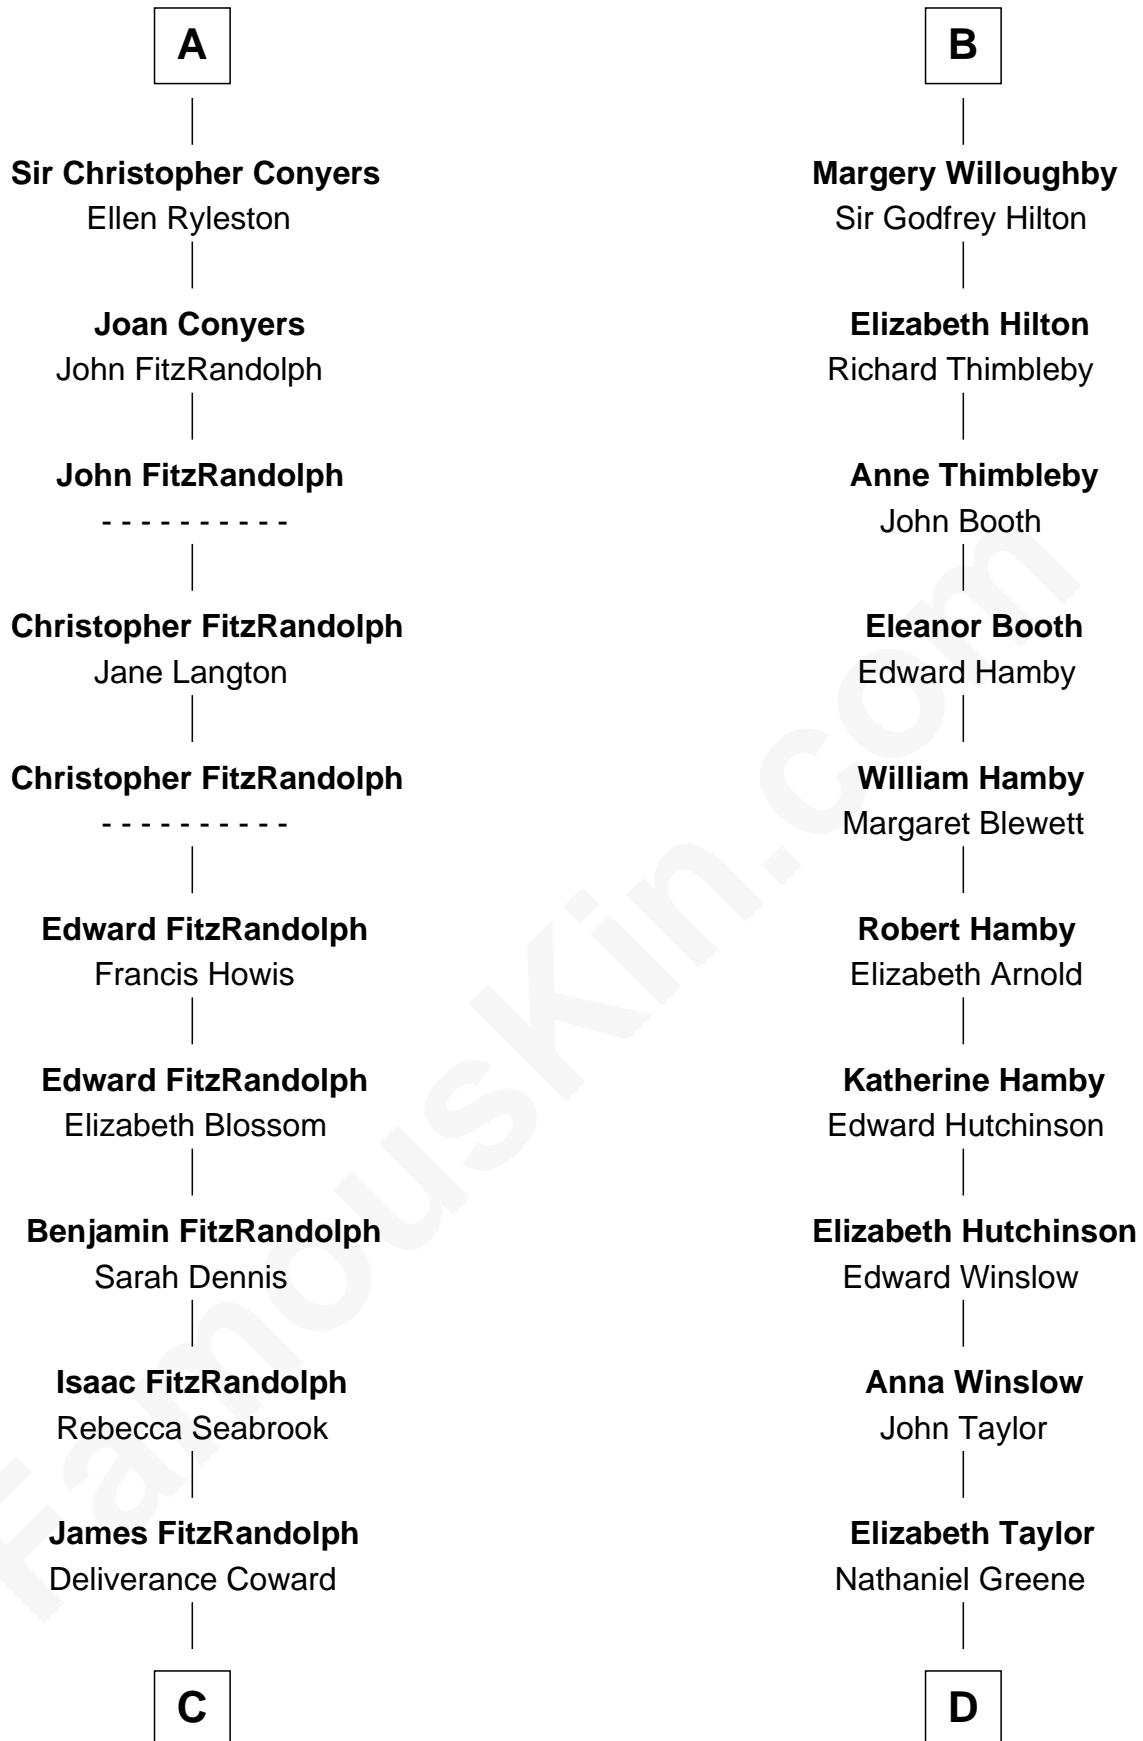 A
Sir Christopher Conyers
Ellen Ryleston
Joan Conyers
John FitzRandolph
John FitzRandolph
- - - - - - - - - -
Christopher FitzRandolph
Jane Langton
Christopher FitzRandolph
- - - - - - - - - -
Edward FitzRandolph
Francis Howis
Edward FitzRandolph
Elizabeth Blossom
Benjamin FitzRandolph
Sarah Dennis
Isaac FitzRandolph
Rebecca Seabrook
James FitzRandolph
Deliverance Coward
C
B
Margery Willoughby
Sir Godfrey Hilton
Elizabeth Hilton
Richard Thimbleby
Anne Thimbleby
John Booth
Eleanor Booth
Edward Hamby
William Hamby
Margaret Blewett
Robert Hamby
Elizabeth Arnold
Katherine Hamby
Edward Hutchinson
Elizabeth Hutchinson
Edward Winslow
Anna Winslow
John Taylor
Elizabeth Taylor
Nathaniel Greene
D
FamousKin.com